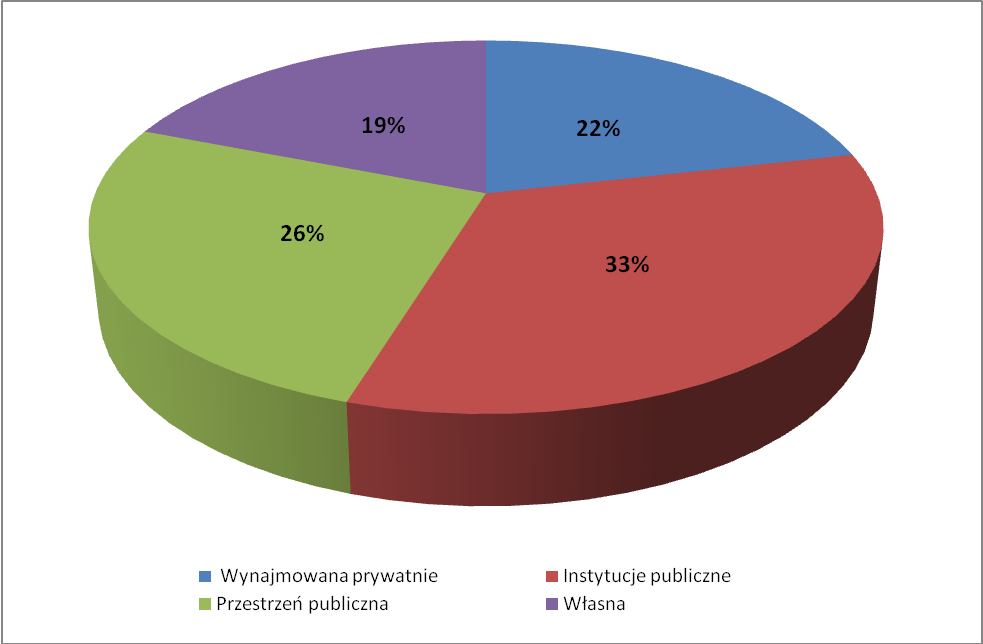 19%
22%
26%
33%
Wynajmowana prywatnie
Instytucje publiczne
Przestrzeń publiczna
Własna